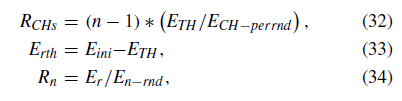 R_{CHs} = (n − 1) ∗ (E_{TH}/E_{CH−perrnd}), (32)
E_{rth} = E_{ini}−E_{TH}, (33)
R_n = E_r/E_{n−rnd}, (34)